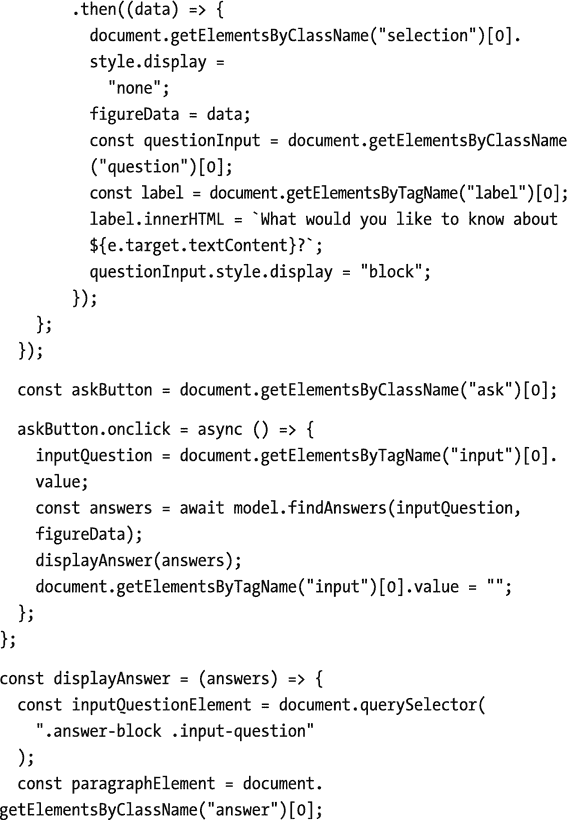 .then((data) => {
document.getElementsByClassName("selection")[0].
style.display =
"none";
figureData = data;
const questionInput = document.getElementsByClassName
("question")[0];
const label = document.getElementsByTagName("label")[0];
label.innerHTML = `What would you like to know about
${e.target.textContent}?`;
questionInput.style.display = "block";
});
};
});
const askButton = document.getElementsByClassName("ask")[0];
askButton.onclick = async () => {
inputQuestion = document.getElementsByTagName("input")[0].
value;
const answers = await model.findAnswers(inputQuestion,
figureData);
displayAnswer(answers);
document.getElementsByTagName("input")[0].value = "";
};
};
const displayAnswer = (answers) => {
const inputQuestionElement = document.querySelector(
".answer-block .input-question"
);
const paragraphElement = document.
getElementsByClassName("answer")[0];